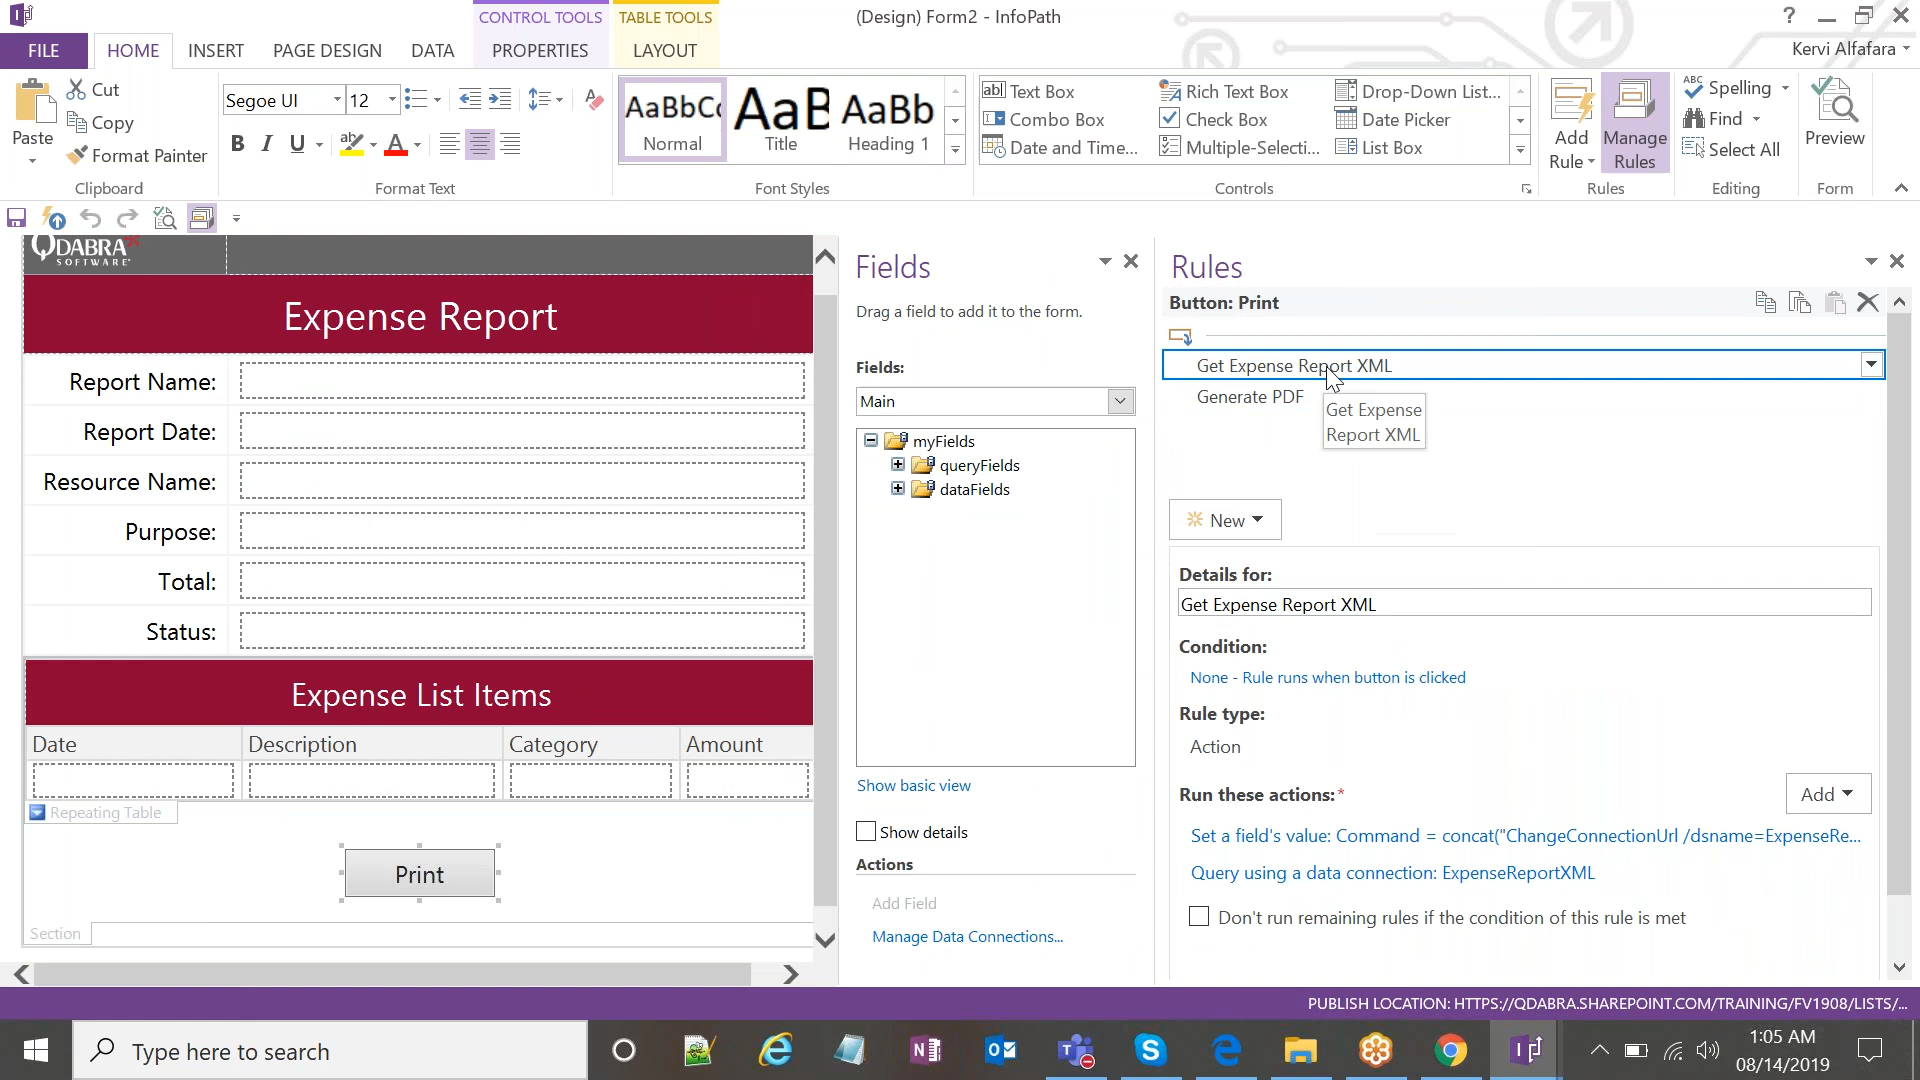 CONTROL TOOLS
TABLE TOOLS
(Design) Form2 - InfoPath
?
FILE
HOME
INSERT
PAGE DESIGN
DATA
PROPERTIES
LAYOUT
Kervi Alfafara
Paste
Cut
Copy
Format Painter
Clipboard
Segoe UI
12
B I U
A
Format Text
AaBbCc
Normal
AaB
Title
AaBb
Heading 1
Font Styles
Text Box
Combo Box
Date and Time...
Rich Text Box
Check Box
Multiple-Selecti...
Drop-Down List...
Date Picker
List Box
Controls
Add
Rule
Manage
Rules
Rules
Spelling
Find
Select All
Editing
Preview
Form
QDABRA
SOFTWARE
Expense Report
Report Name:
Report Date:
Resource Name:
Purpose:
Total:
Status:
Expense List Items
Date
Description
Category
Amount
Repeating Table
Print
Section
Fields
Drag a field to add it to the form.
Fields:
Main
myFields
queryFields
dataFields
Show basic view
Show details
Actions
Add Field
Manage Data Connections...
Rules
Button: Print
Get Expense Report XML
Generate PDF
Get Expense
Report XML
New
Details for:
Get Expense Report XML
Condition:
None - Rule runs when button is clicked
Rule type:
Action
Run these actions:*
Add
Set a field's value: Command = concat("ChangeConnectionUrl /dsname=ExpenseRe...
Query using a data connection: ExpenseReportXML
Don't run remaining rules if the condition of this rule is met
PUBLISH LOCATION: HTTPS://QDABRA.SHAREPOINT.COM/TRAINING/FV1908/LISTS/...
Type here to search
1:05 AM
08/14/2019